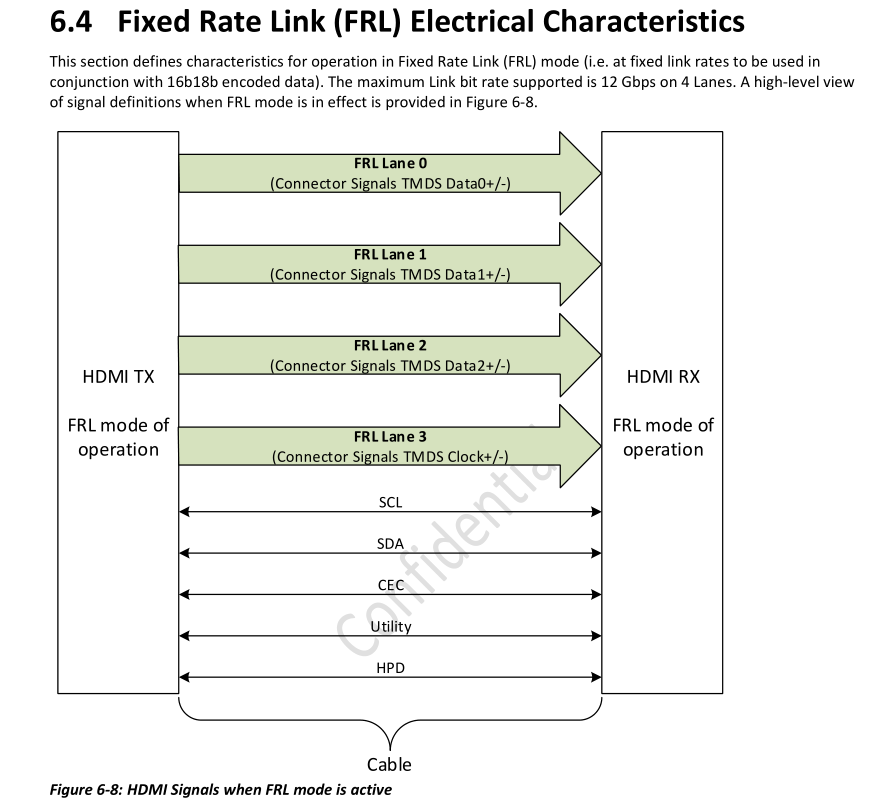 6.4 Fixed Rate Link (FRL) Electrical Characteristics
This section defines characteristics for operation in Fixed Rate Link (FRL) mode (i.e. at fixed link rates to be used in
conjunction with 16b18b encoded data). The maximum Link bit rate supported is 12 Gbps on 4 Lanes. A high-level view
of signal definitions when FRL mode is in effect is provided in Figure 6-8.
FRL Lane 0
(Connector Signals TMDS Data0+/-)
FRL Lane 1
(Connector Signals TMDS Data1+/-)
FRL Lane 2
(Connector Signals TMDS Data2+/-)
HDMI TX
FRL mode of
operation
HDMI RX
FRL mode of
operation
FRL Lane 3
(Connector Signals TMDS Clock+/-)
SCL
SDA
CEC
Utility
HPD
Confidential
Cable
Figure 6-8: HDMI Signals when FRL mode is active